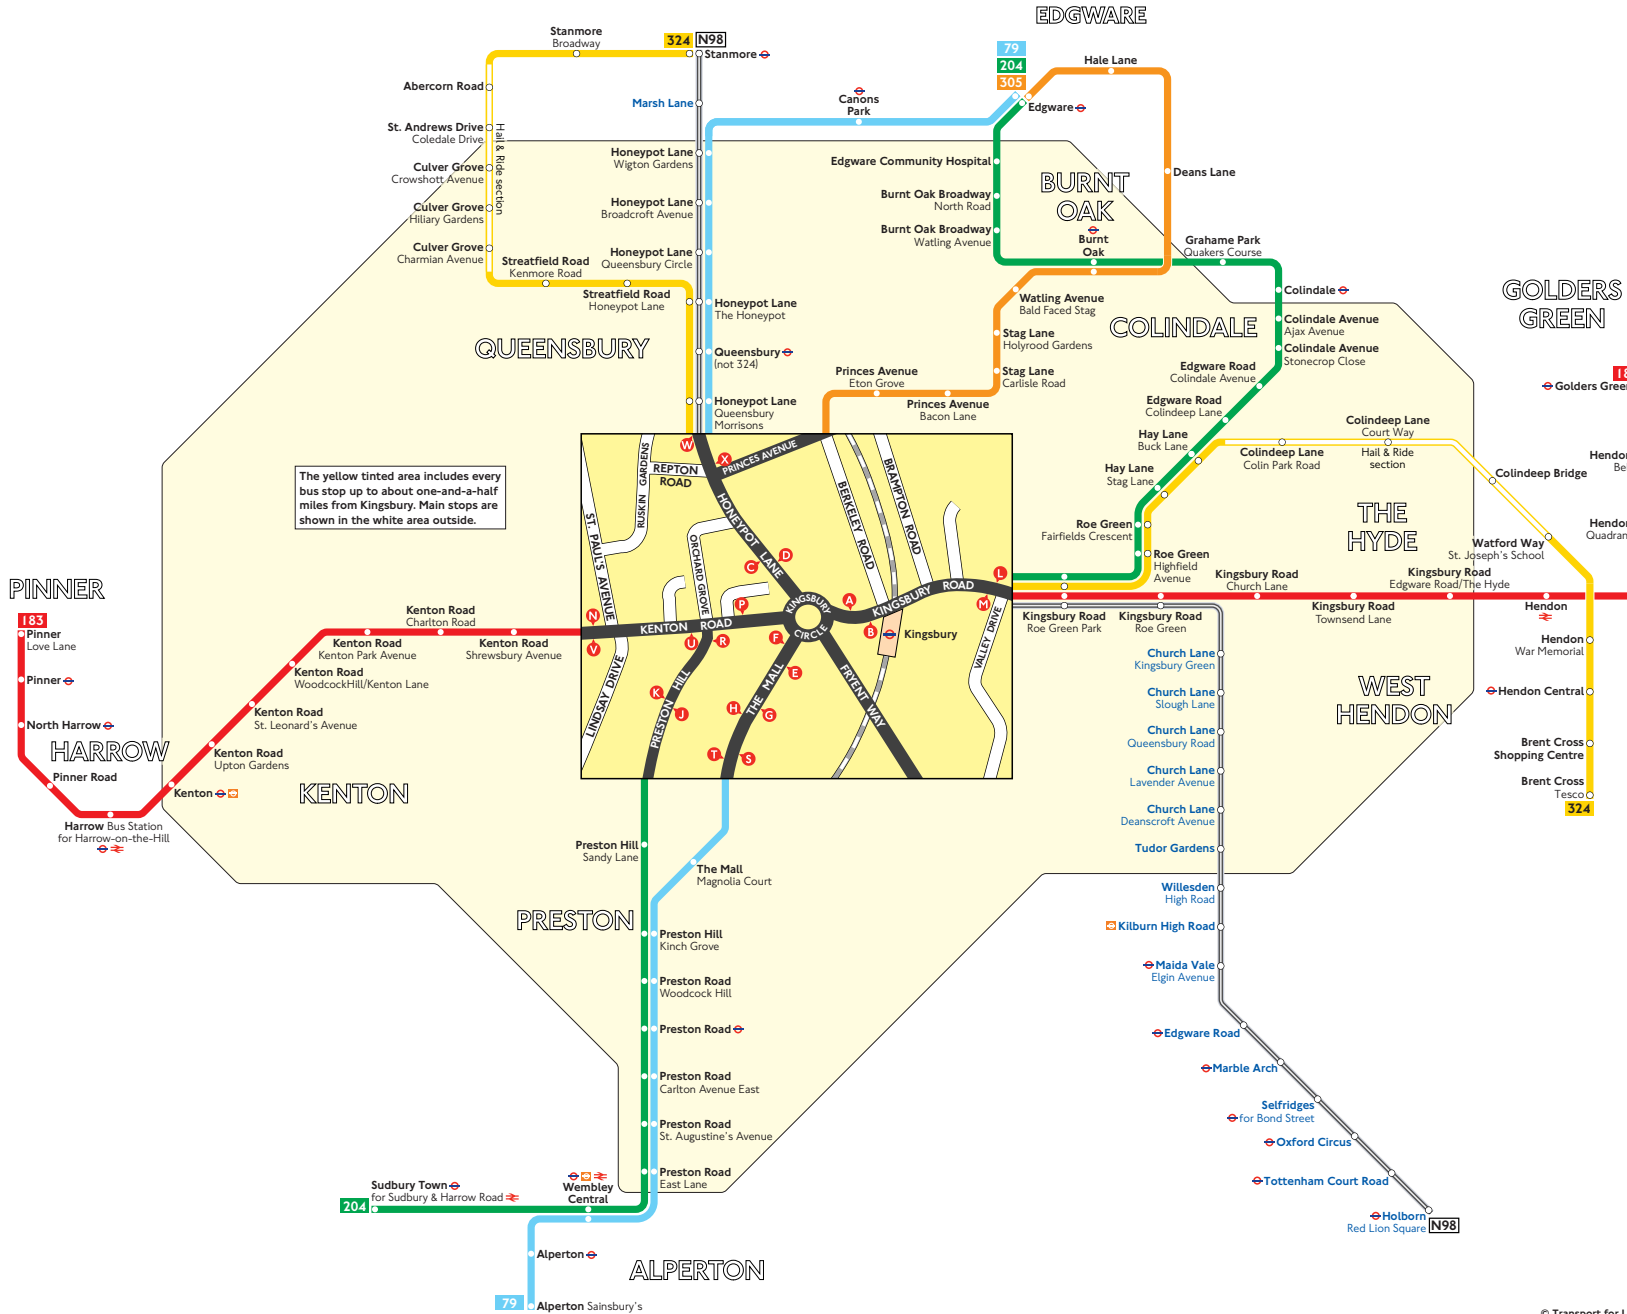 EDGWARE
Stanmore
Broadway
324 N98
Stanmore
79
204
305
Hale Lane
Abercorn Road
Marsh Lane
Canons
Park
Edgware
St. Andrews Drive
Coledale Drive
Hail & Ride section
Culver Grove
Crowshott Avenue
Culver Grove
Hiliary Gardens
Culver Grove
Charmian Avenue
Streatfield Road
Kenmore Road
Streatfield Road
Honeypot Lane
Honeypot Lane
Wigton Gardens
Honeypot Lane
Broadcroft Avenue
Honeypot Lane
Queensbury Circle
Honeypot Lane
The Honeypot
Queensbury
(not 324)
Honeypot Lane
Queensbury
Morrisons
QUEENSBURY
Edgware Community Hospital
Burnt Oak Broadway
North Road
Burnt Oak Broadway
Watling Avenue
BURNT
OAK
Burnt
Oak
Deans Lane
Grahame Park
Quakers Course
Watling Avenue
Bald Faced Stag
Stag Lane
Holyrood Gardens
Stag Lane
Carlisle Road
Princes Avenue
Eton Grove
Princes Avenue
Bacon Lane
COLINDALE
Colindale
Colindale Avenue
Ajax Avenue
Colindale Avenue
Stonecrop Close
Edgware Road
Colindale Avenue
Edgware Road
Colindeep Lane
Hay Lane
Buck Lane
Hay Lane
Stag Lane
Roe Green
Fairfields Crescent
Roe Green
Highfield
Avenue
GOLDERS
GREEN
18
Golders Gree
Colindeep Lane
Court Way
Colindeep Lane
Colin Park Road
Hail & Ride
section
Colindeep Bridge
Hendon
Be
Hendon
Quadran
THE
HYDE
Watford Way
St. Joseph's School
The yellow tinted area includes every
bus stop up to about one-and-a-half
miles from Kingsbury. Main stops are
shown in the white area outside.
W
X
PRINCES AVENUE
REPTON
ROAD
RUSKIN GARDENS
ST. PAUL'S AVENUE
HONEYPOT LANE
ORCHARD GROVE
BERKELEY ROAD
BRAMPTON ROAD
C
D
L
N
P
A
M
V
U
R
F
B
KENTON ROAD
KINGSBURY
CIRCLE
KINGSBURY ROAD
Kingsbury
E
K
J
H
G
T
S
LINDSAY DRIVE
PRESTON HILL
THE MALL
FRYENT WAY
VALLEY DRIVE
PINNER
183
Pinner
Love Lane
Pinner
North Harrow
HARROW
Pinner Road
Harrow Bus Station
for Harrow-on-the-Hill
Kenton
KENTON
Kenton Road
Upton Gardens
Kenton Road
St. Leonard's Avenue
Kenton Road
WoodcockHill/Kenton Lane
Kenton Road
Kenton Park Avenue
Kenton Road
Charlton Road
Kenton Road
Shrewsbury Avenue
Kingsbury Road
Roe Green Park
Kingsbury Road
Roe Green
Kingsbury Road
Church Lane
Kingsbury Road
Townsend Lane
Kingsbury Road
Edgware Road/The Hyde
Hendon
Hendon
War Memorial
Hendon Central
Brent Cross
Shopping Centre
Brent Cross
Tesco
324
WEST
HENDON
Church Lane
Kingsbury Green
Church Lane
Slough Lane
Church Lane
Queensbury Road
Church Lane
Lavender Avenue
Church Lane
Deanscroft Avenue
Tudor Gardens
Willesden
High Road
Kilburn High Road
Maida Vale
Elgin Avenue
Edgware Road
Marble Arch
Selfridges
for Bond Street
Oxford Circus
Tottenham Court Road
Holborn
Red Lion Square
N98
Preston Hill
Sandy Lane
The Mall
Magnolia Court
PRESTON
Preston Hill
Kinch Grove
Preston Road
Woodcock Hill
Preston Road
Preston Road
Carlton Avenue East
Preston Road
St. Augustine's Avenue
Preston Road
East Lane
Wembley
Central
Sudbury Town
for Sudbury & Harrow Road
204
Alperton
ALPERTON
79
Alperton Sainsbury's
© Transport for L